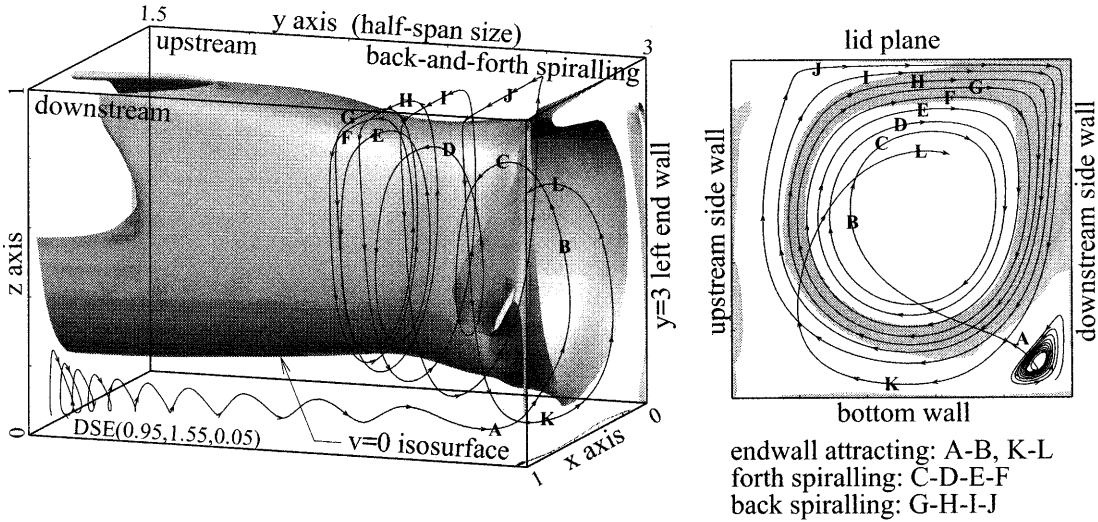 1.5
y axis (half-span size)
3
upstream
back-and-forth spiralling
1
downstream
H
I
J
G
F
E
D
C
L
B
z axis
y=3 left end wall
DSE(0.95,1.55,0.05)
v=0 isosurface
A
K
x axis
0
0
1
lid plane
J
I
H
G
F
E
D
C
L
B
A
K
upstream side wall
downstream side wall
bottom wall
endwall attracting: A-B, K-L
forth spiralling: C-D-E-F
back spiralling: G-H-I-J